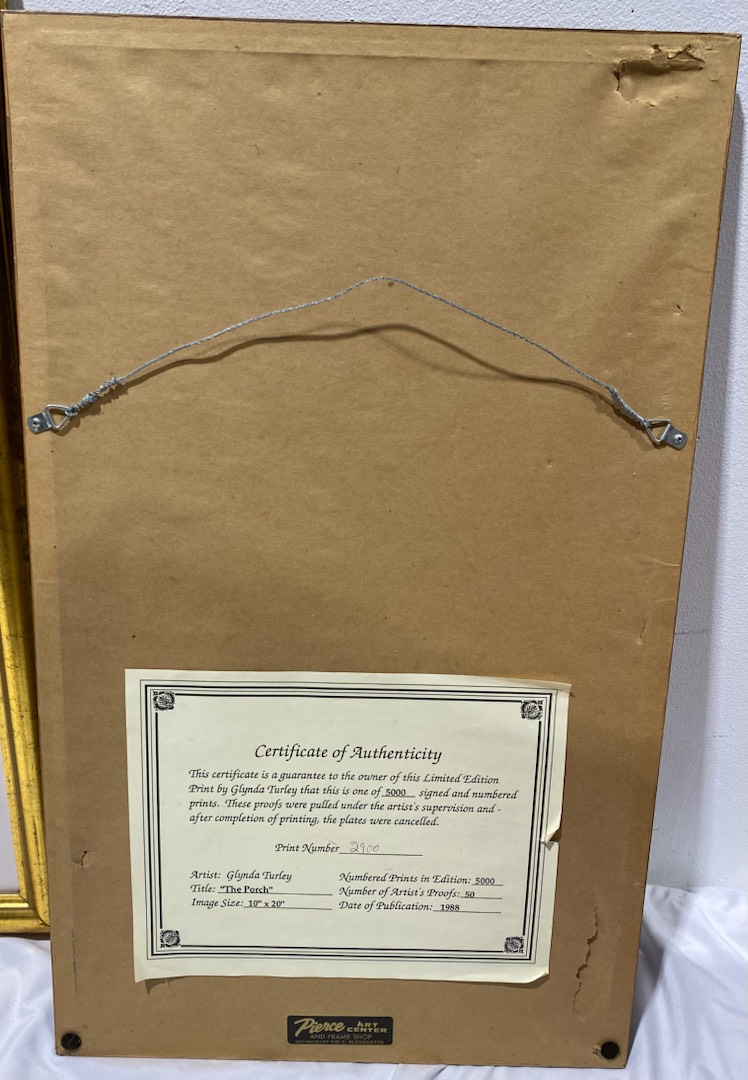 Certificate of Authenticity
This certificate is a guarantee to the owner of this Limited Edition
Print by Glynda Turley that this is one of 5000 signed and numbered
prints. These proofs were pulled under the artist's supervision and -
after completion of printing, the plates were cancelled.
Print Number 2900
Artist: Glynda Turley
Title: "The Porch"
Image Size: 10" x 20"
Numbered Prints in Edition: 5000
Number of Artist's Proofs: 50
Date of Publication: 1988
Pierce ART CENTER
AND FRAME SHOP